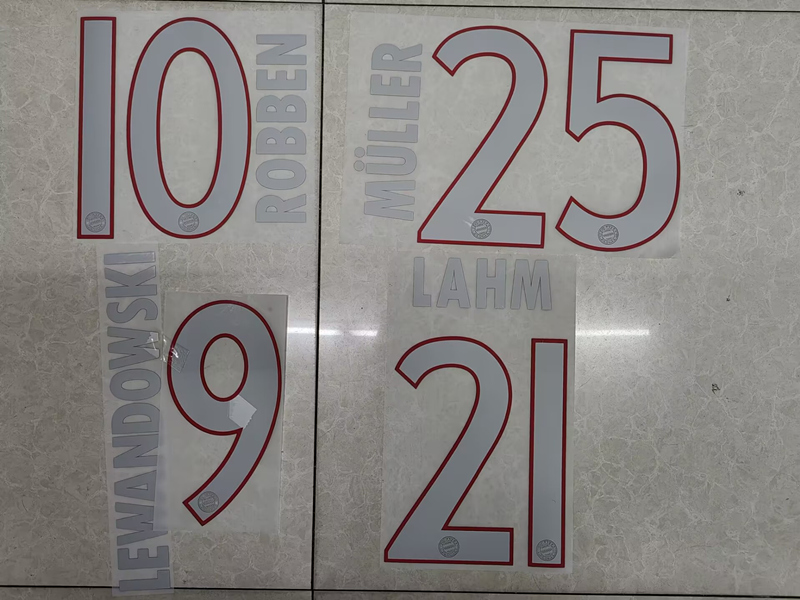 10
ROBBEN
MÜLLER
25
LEWANDOWSKI
9
LAHM
21